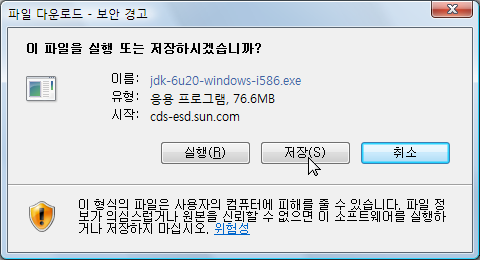 파일 다운로드 - 보안 경고
이 파일을 실행 또는 저장하시겠습니까?
이름: jdk-6u20-windows-i586.exe
유형: 응용 프로그램, 76.6MB
시작: cds-esd.sun.com
실행(R) 저장(S) 취소
이 형식의 파일은 사용자의 컴퓨터에 피해를 줄 수 있습니다. 파일 정
보가 의심스럽거나 원본을 신뢰할 수 없으면 이 소프트웨어를 실행하
거나 저장하지 마십시오. 위험성